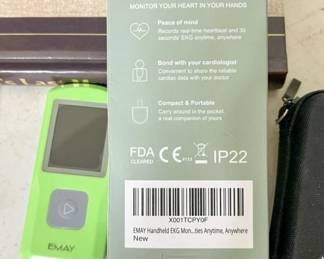 MONITOR YOUR HEART IN YOUR HANDS
Peace of mind
Records real-time heartbeat and 30
seconds' EKG anytime, anywhere
Bond with your cardiologist
Convenient to share the reliable
cardiac data with your doctor
Compact & Portable
Carry around in the pocket
a real companion of yours
FDA
CLEARED
CE
IP22
X001TCPY0F
EMAY Handheld EKG Mon...ties Anytime, Anywhere
New
EMAY